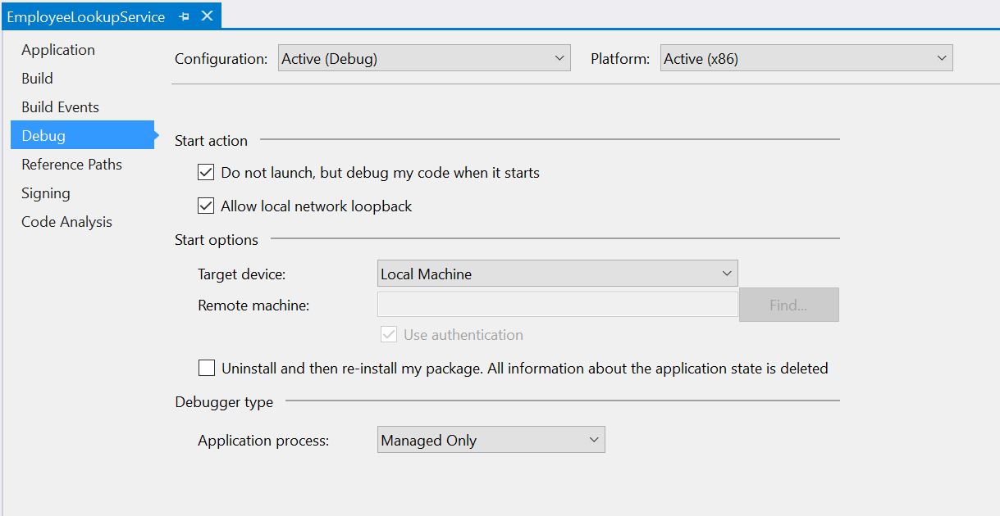 EmployeeLookupService
Application
Build
Build Events
Debug
Reference Paths
Signing
Code Analysis
Configuration: Active (Debug) Platform: Active (x86)
Start action
Do not launch, but debug my code when it starts
Allow local network loopback
Start options
Target device: Local Machine
Remote machine: Find...
Use authentication
Uninstall and then re-install my package. All information about the application state is deleted
Debugger type
Application process: Managed Only